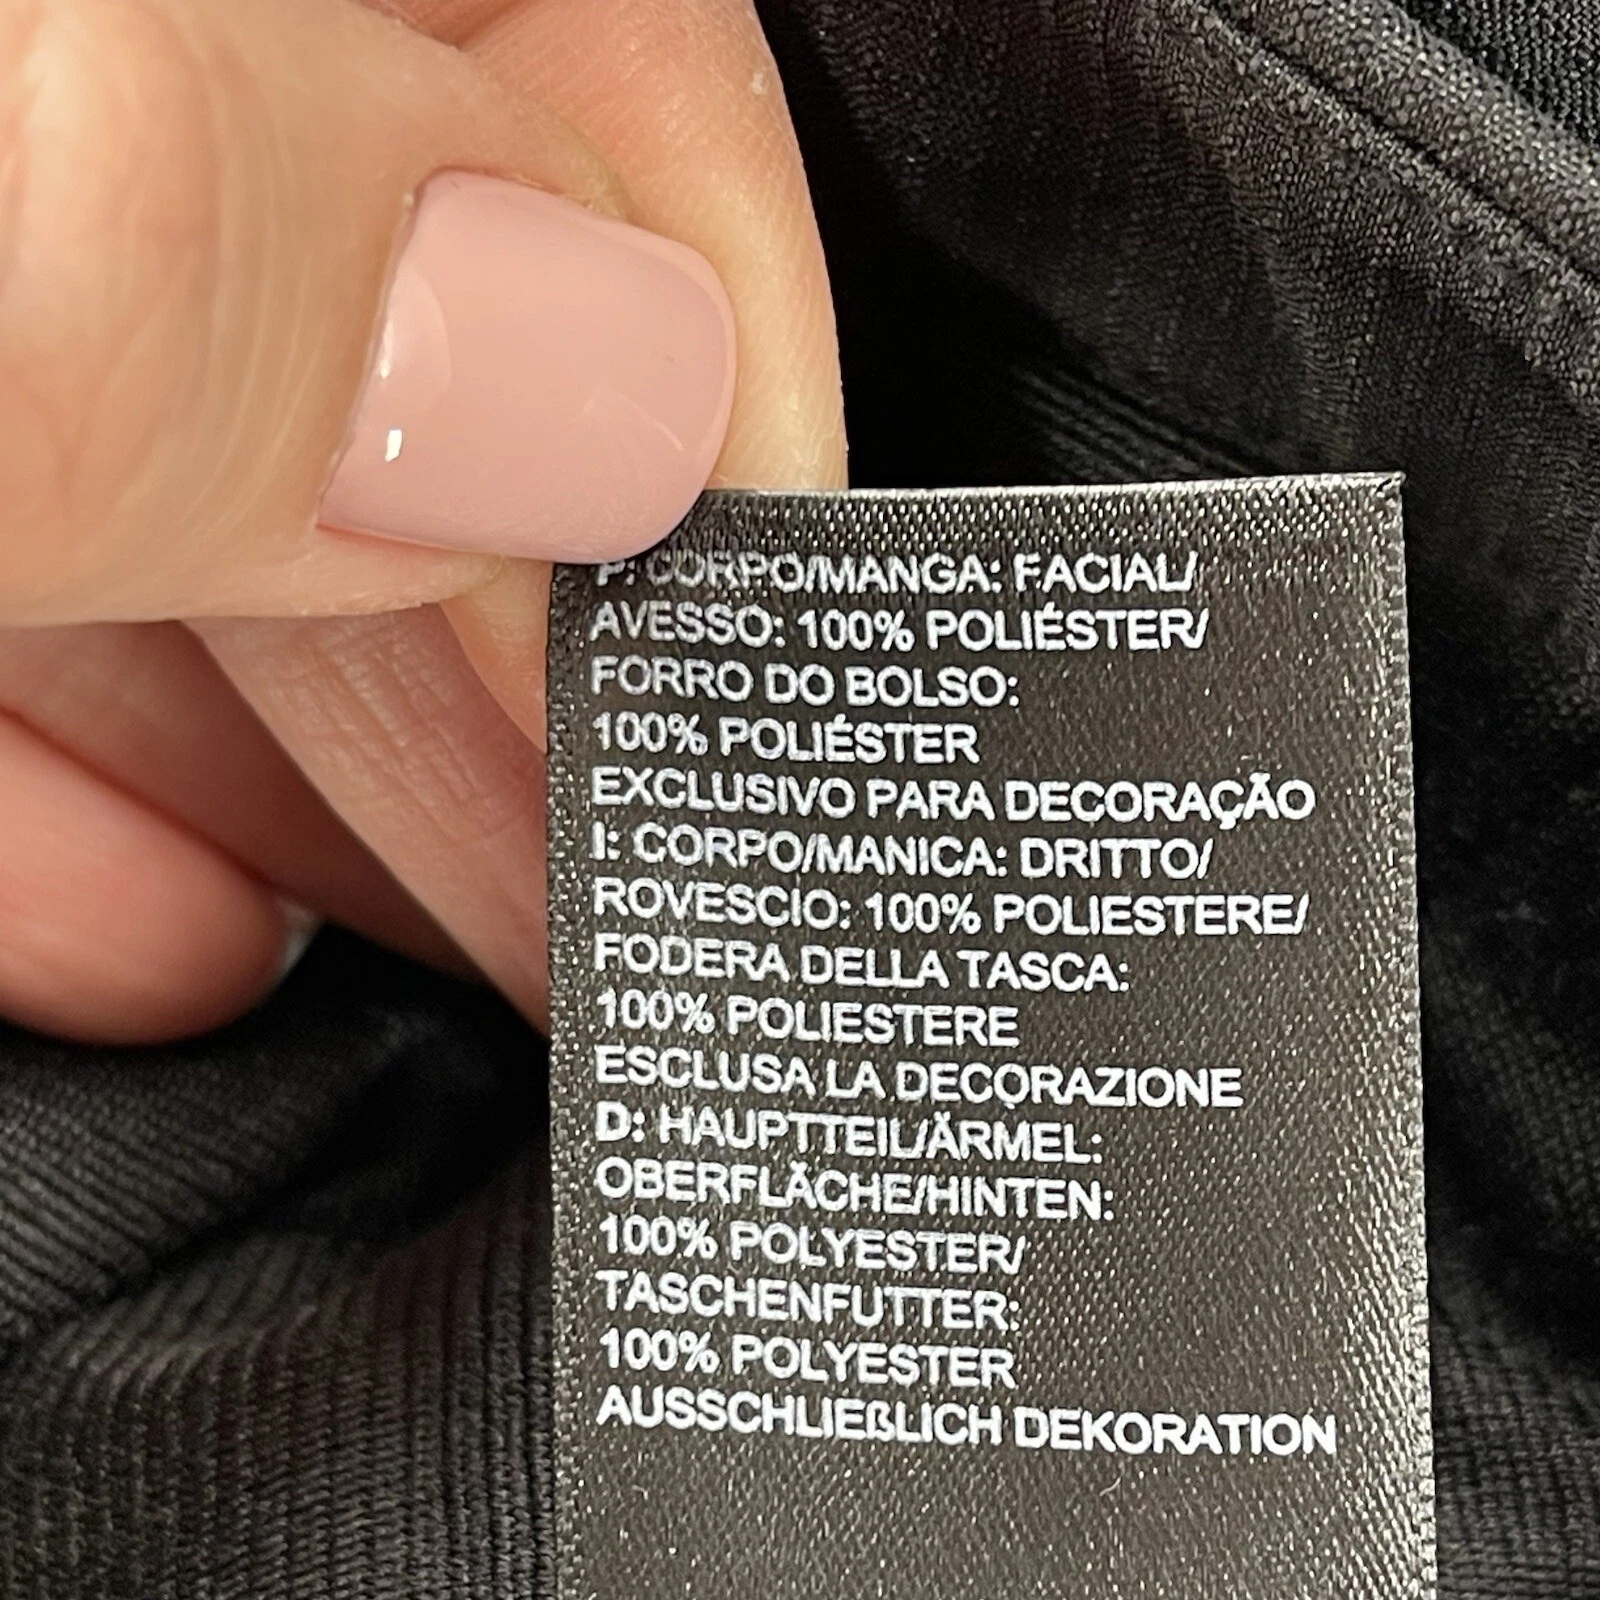 P: CORPO/MANGA: FACIAL/
AVESSO: 100% POLIÉSTER/
FORRO DO BOLSO:
100% POLIÉSTER
EXCLUSIVO PARA DECORAÇÃO
I: CORPO/MANICA: DRITTO/
ROVESCIO: 100% POLIESTERE/
FODERA DELLA TASCA:
100% POLIESTERE
ESCLUSA LA DECORAZIONE
D: HAUPTTEIL/ÄRMEL:
OBERFLÄCHE/HINTEN:
100% POLYESTER/
TASCHENFUTTER:
100% POLYESTER
AUSSCHLIEßLICH DEKORATION